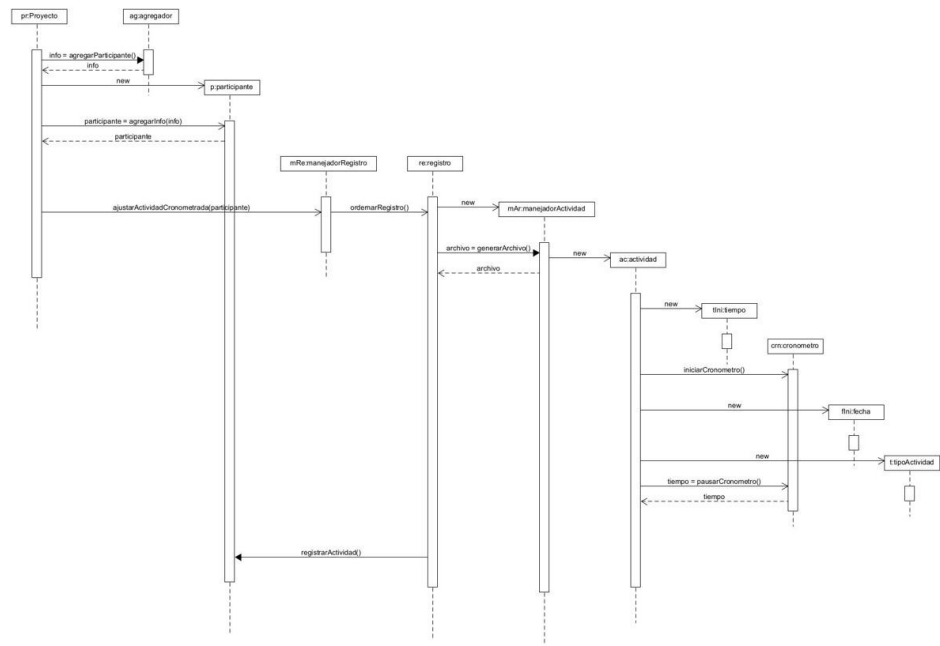 pr:Proyecto
ag:agregador
info = agregarParticipante()
info
new
p:participante
participante = agregarInfo(info)
participante
mRe:manejadorRegistro
re:registro
ajustarActividadCronometrada(participante)
ordernarRegistro()
new
mAr:manejadorActividad
archivo = generarArchivo()
archivo
new
ac:actividad
new
tIni:tiempo
crn:cronometro
iniciarCronometro()
new
fIni:fecha
new
t:tipoActividad
tiempo = pausarCronometro()
tiempo
registrarActividad()